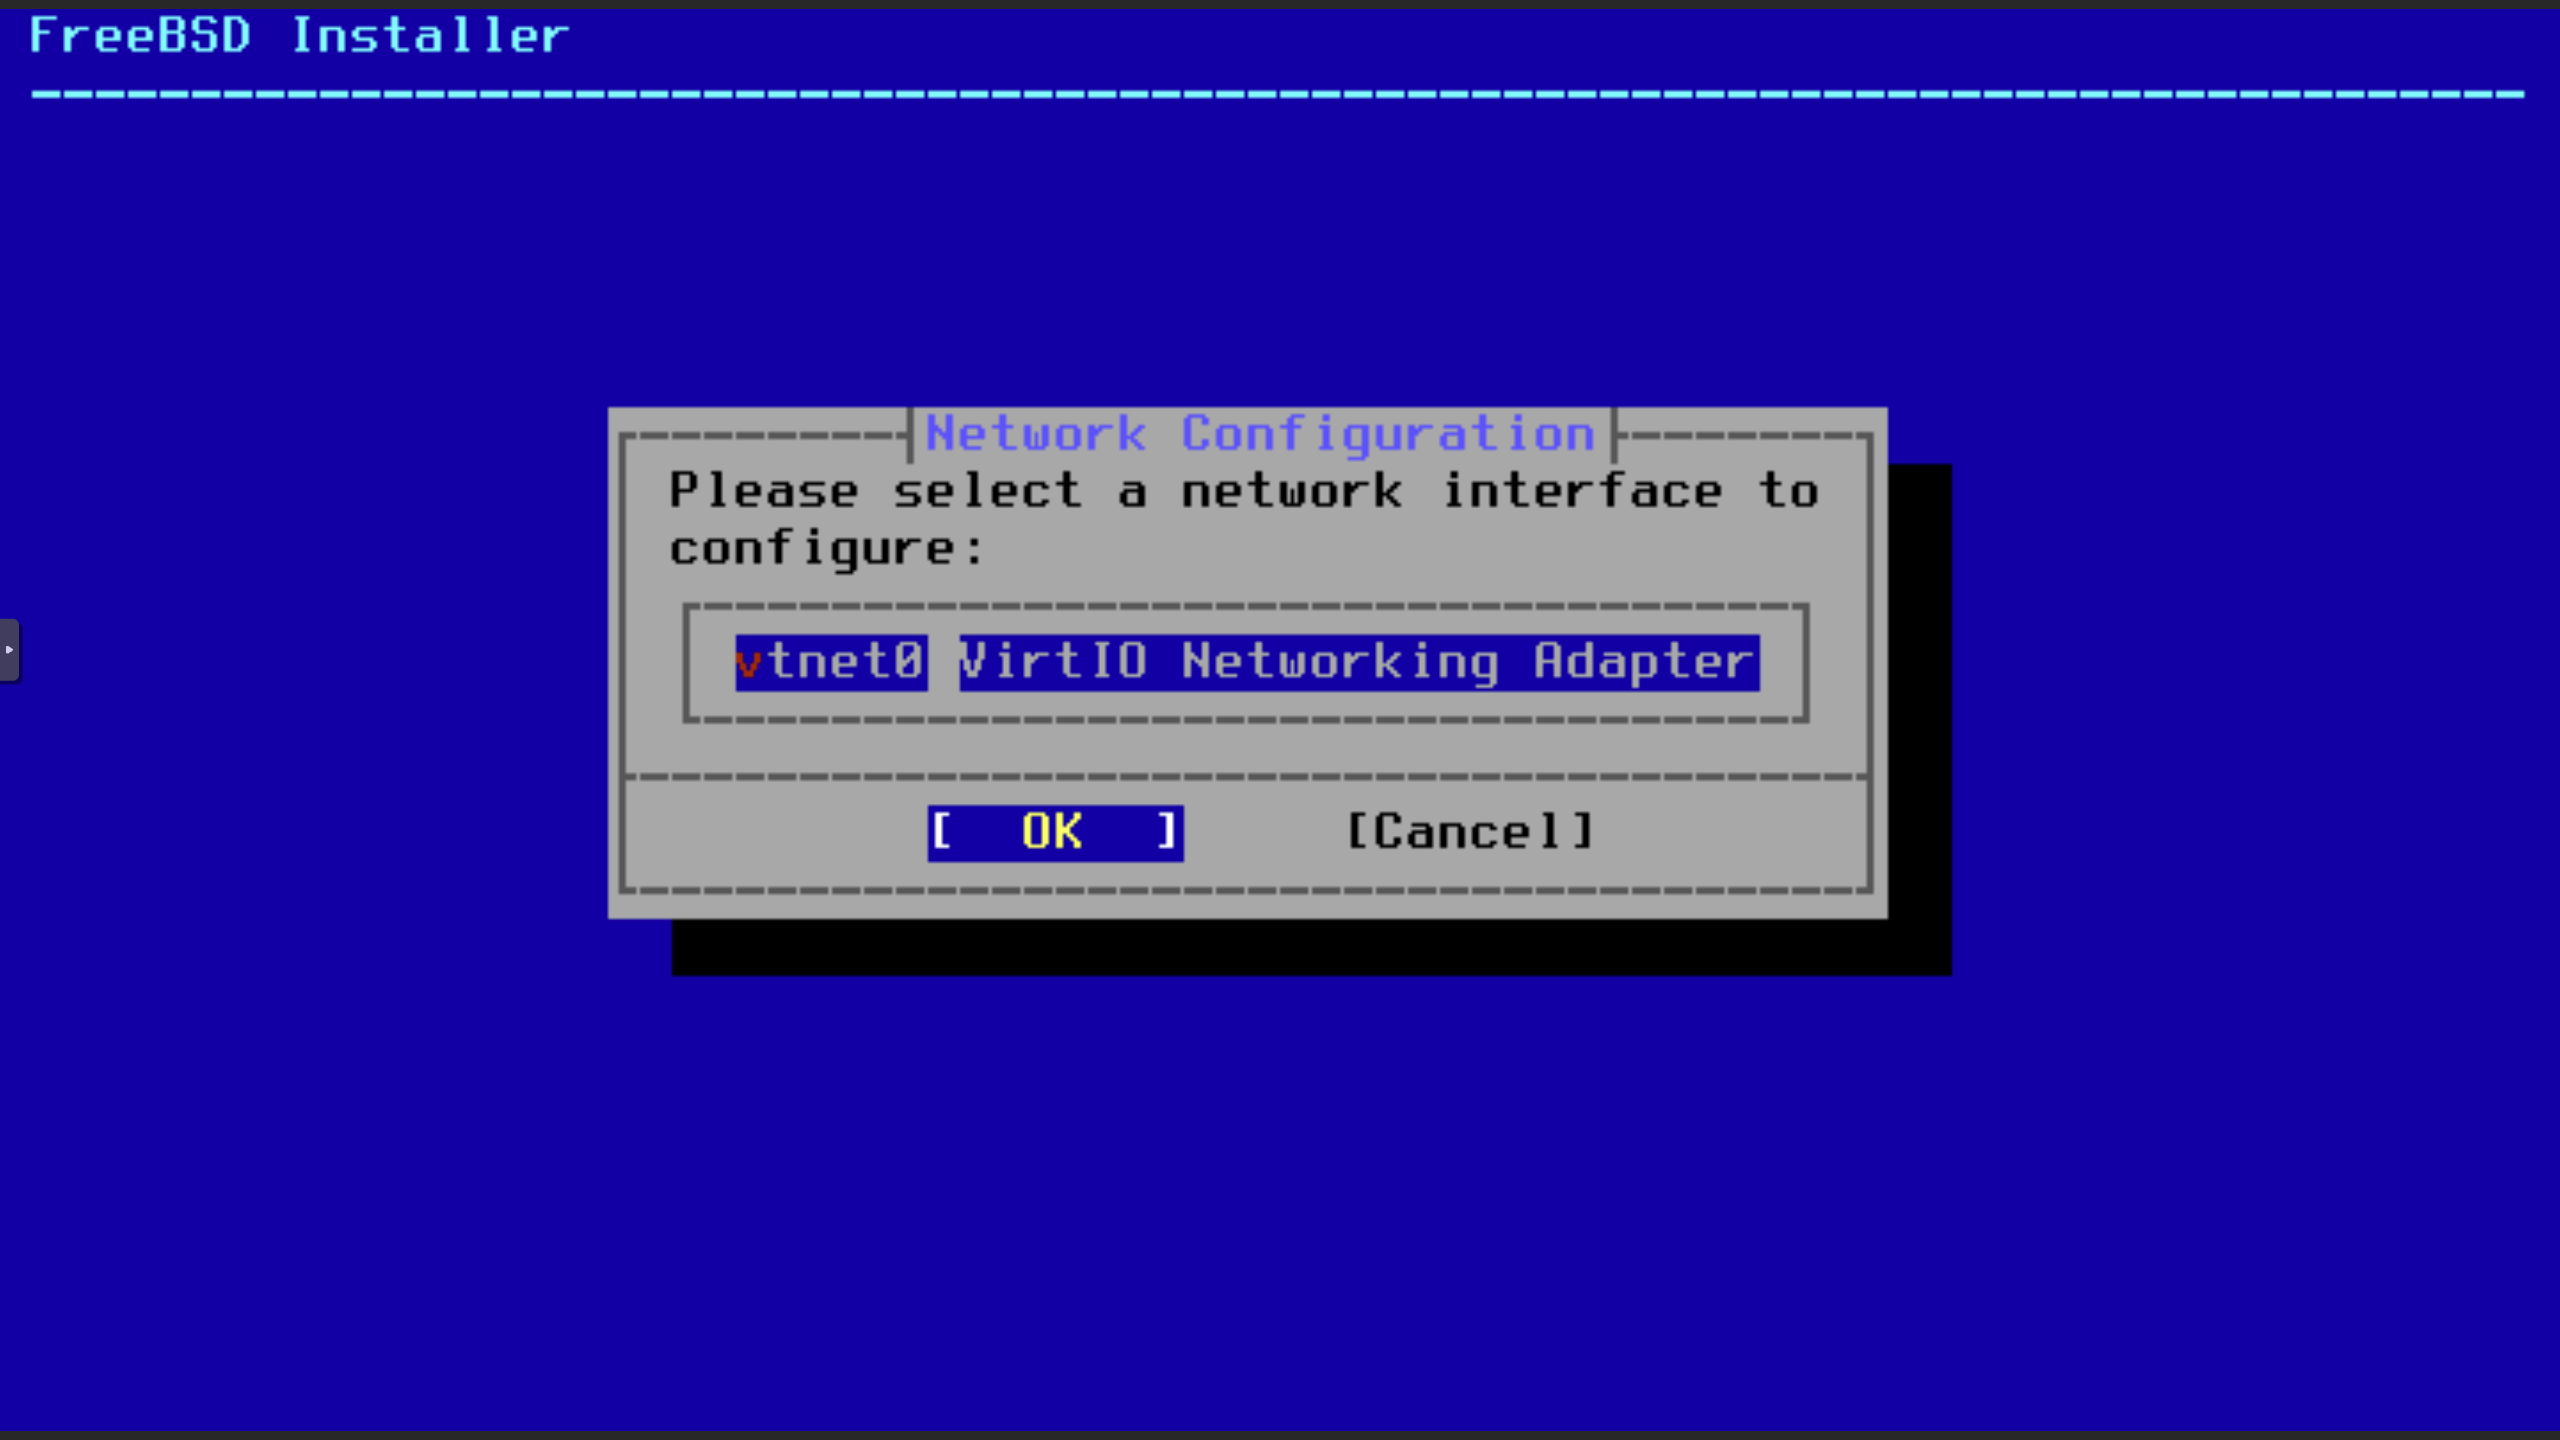 FreeBSD Installer
Network Configuration
Please select a network interface to
configure:
vtnet0 VirtIO Networking Adapter
[ OK ] [Cancel]